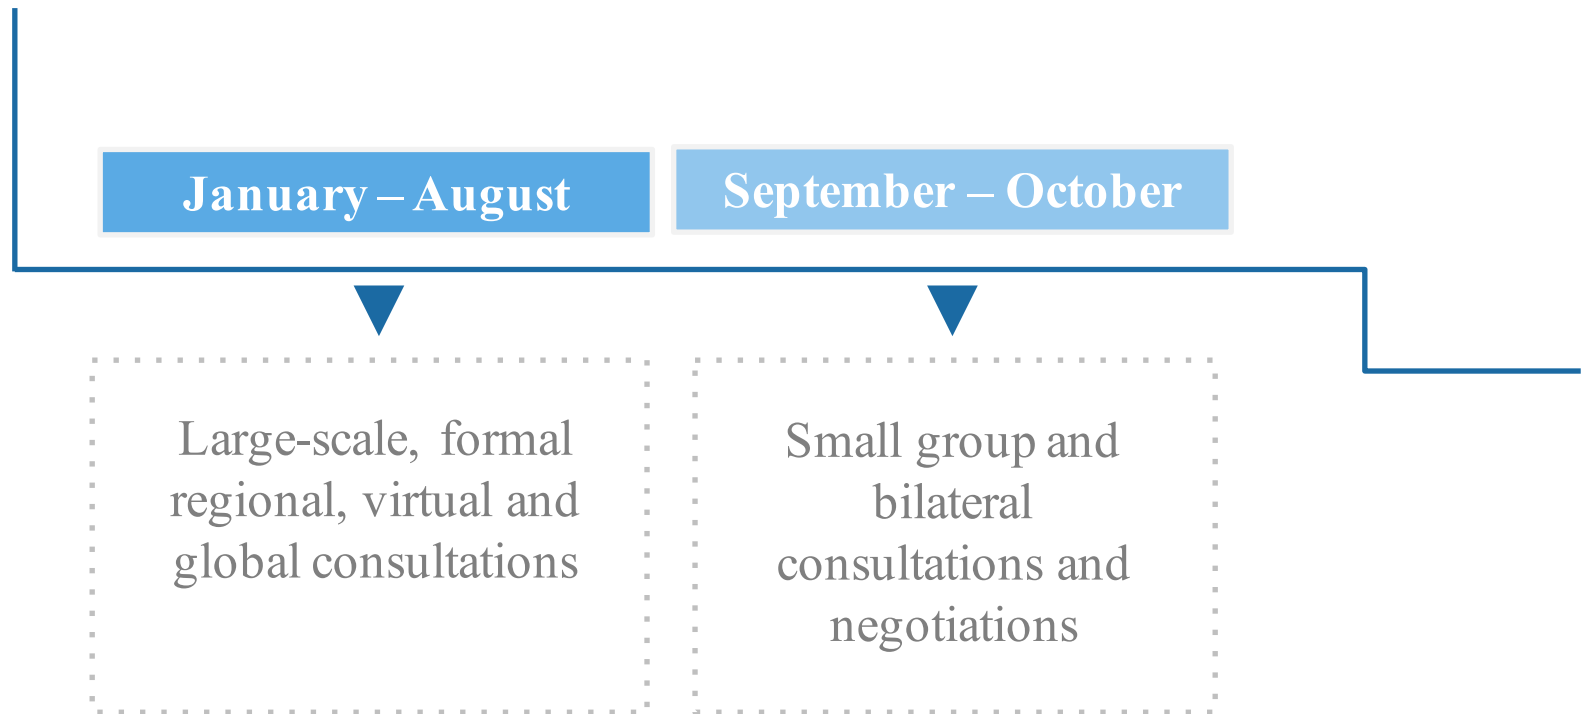 January – August
September – October
Large-scale, formal
regional, virtual and
global consultations
Small group and
bilateral
consultations and
negotiations